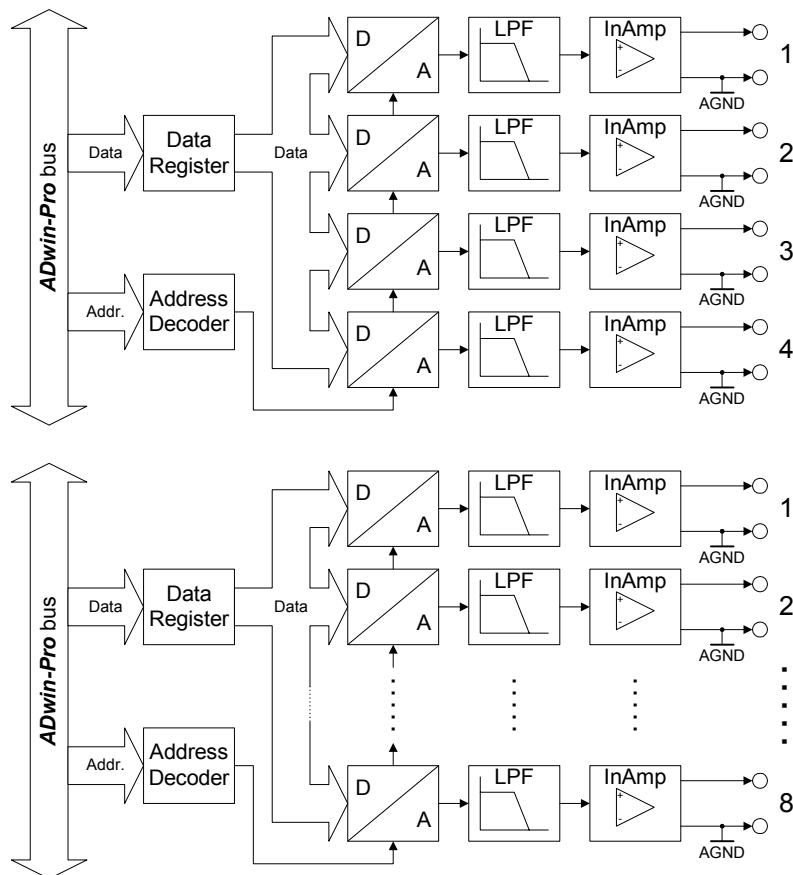 ADwin-Pro bus
Data
Data
Register
Data
Addr.
Address
Decoder
D
A
LPF
InAmp
+
-
AGND
1
D
A
LPF
InAmp
+
-
AGND
2
D
A
LPF
InAmp
+
-
AGND
3
D
A
LPF
InAmp
+
-
AGND
4
ADwin-Pro bus
Data
Data
Register
Data
Addr.
Address
Decoder
D
A
LPF
InAmp
+
-
AGND
1
D
A
LPF
InAmp
+
-
AGND
2
D
A
LPF
InAmp
+
-
AGND
8